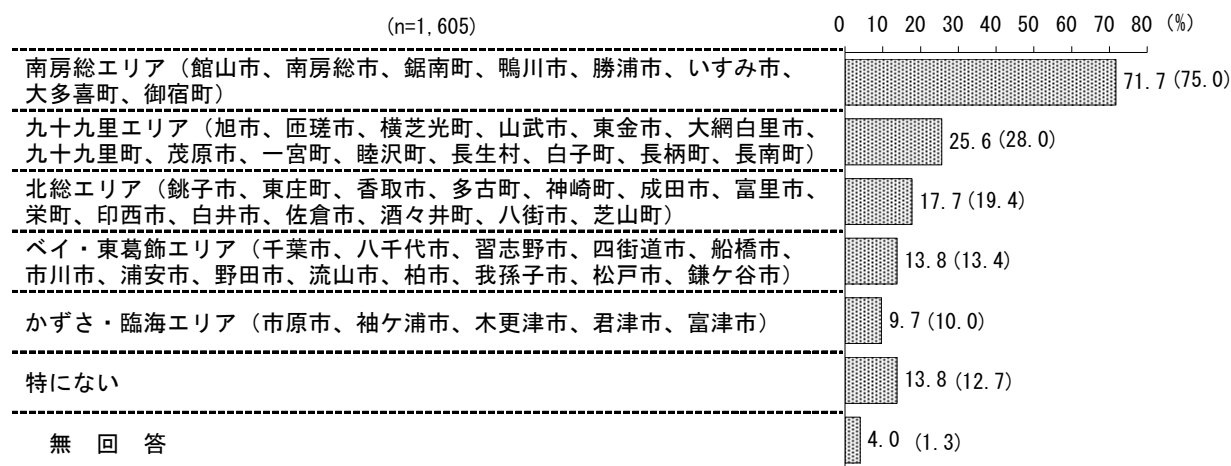 (n=1,605)
0 10 20 30 40 50 60 70 80 (%)
南房総エリア（館山市、南房総市、鋸南町、鴨川市、勝浦市、いすみ市、
大多喜町、御宿町）
71.7 (75.0)
九十九里エリア（旭市、匝瑳市、横芝光町、山武市、東金市、大網白里市、
九十九里町、茂原市、一宮町、睦沢町、長生村、白子町、長柄町、長南町）
25.6 (28.0)
北総エリア（銚子市、東庄町、香取市、多古町、神崎町、成田市、富里市、
栄町、印西市、白井市、佐倉市、酒々井町、八街市、芝山町）
17.7 (19.4)
ベイ・東葛飾エリア（千葉市、八千代市、習志野市、四街道市、船橋市、
市川市、浦安市、野田市、流山市、柏市、我孫子市、松戸市、鎌ケ谷市）
13.8 (13.4)
かずさ・臨海エリア（市原市、袖ケ浦市、木更津市、君津市、富津市）
9.7 (10.0)
特にない
13.8 (12.7)
無 回 答
4.0 (1.3)